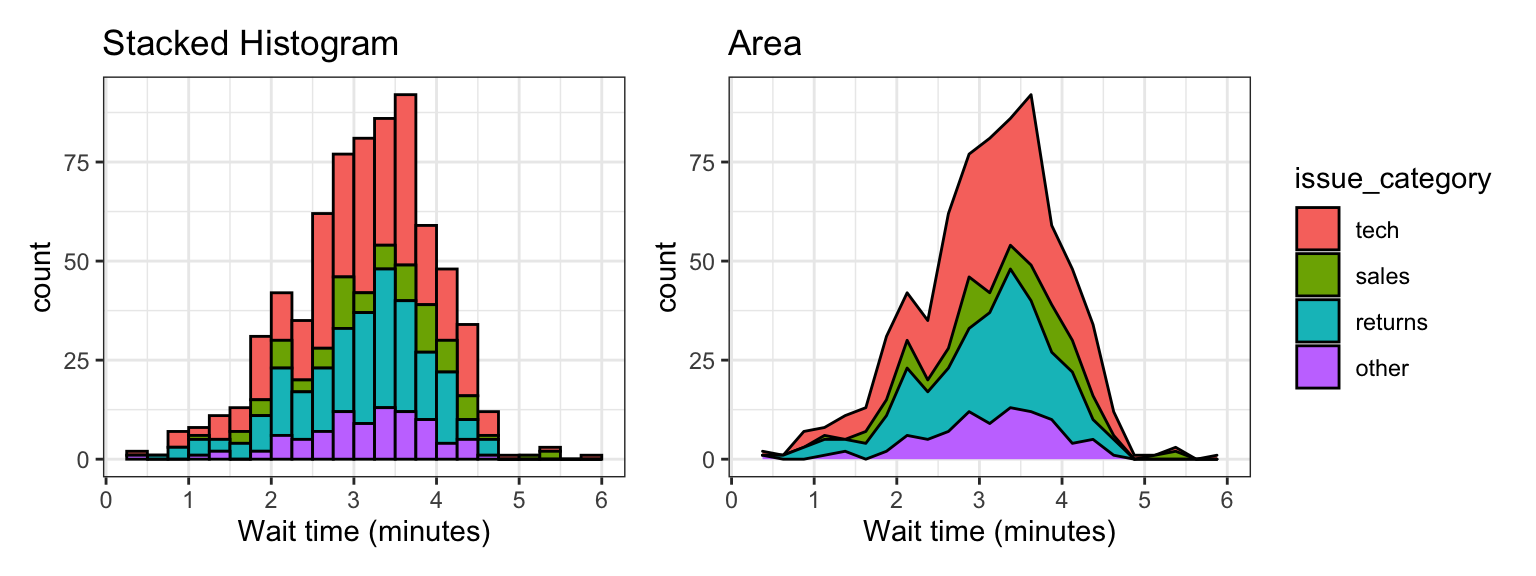 Stacked Histogram
count
75
50
25
0
0 1 2 3 4 5 6
Wait time (minutes)
Area
count
75
50
25
0
0 1 2 3 4 5 6
Wait time (minutes)
issue_category
tech
sales
returns
other